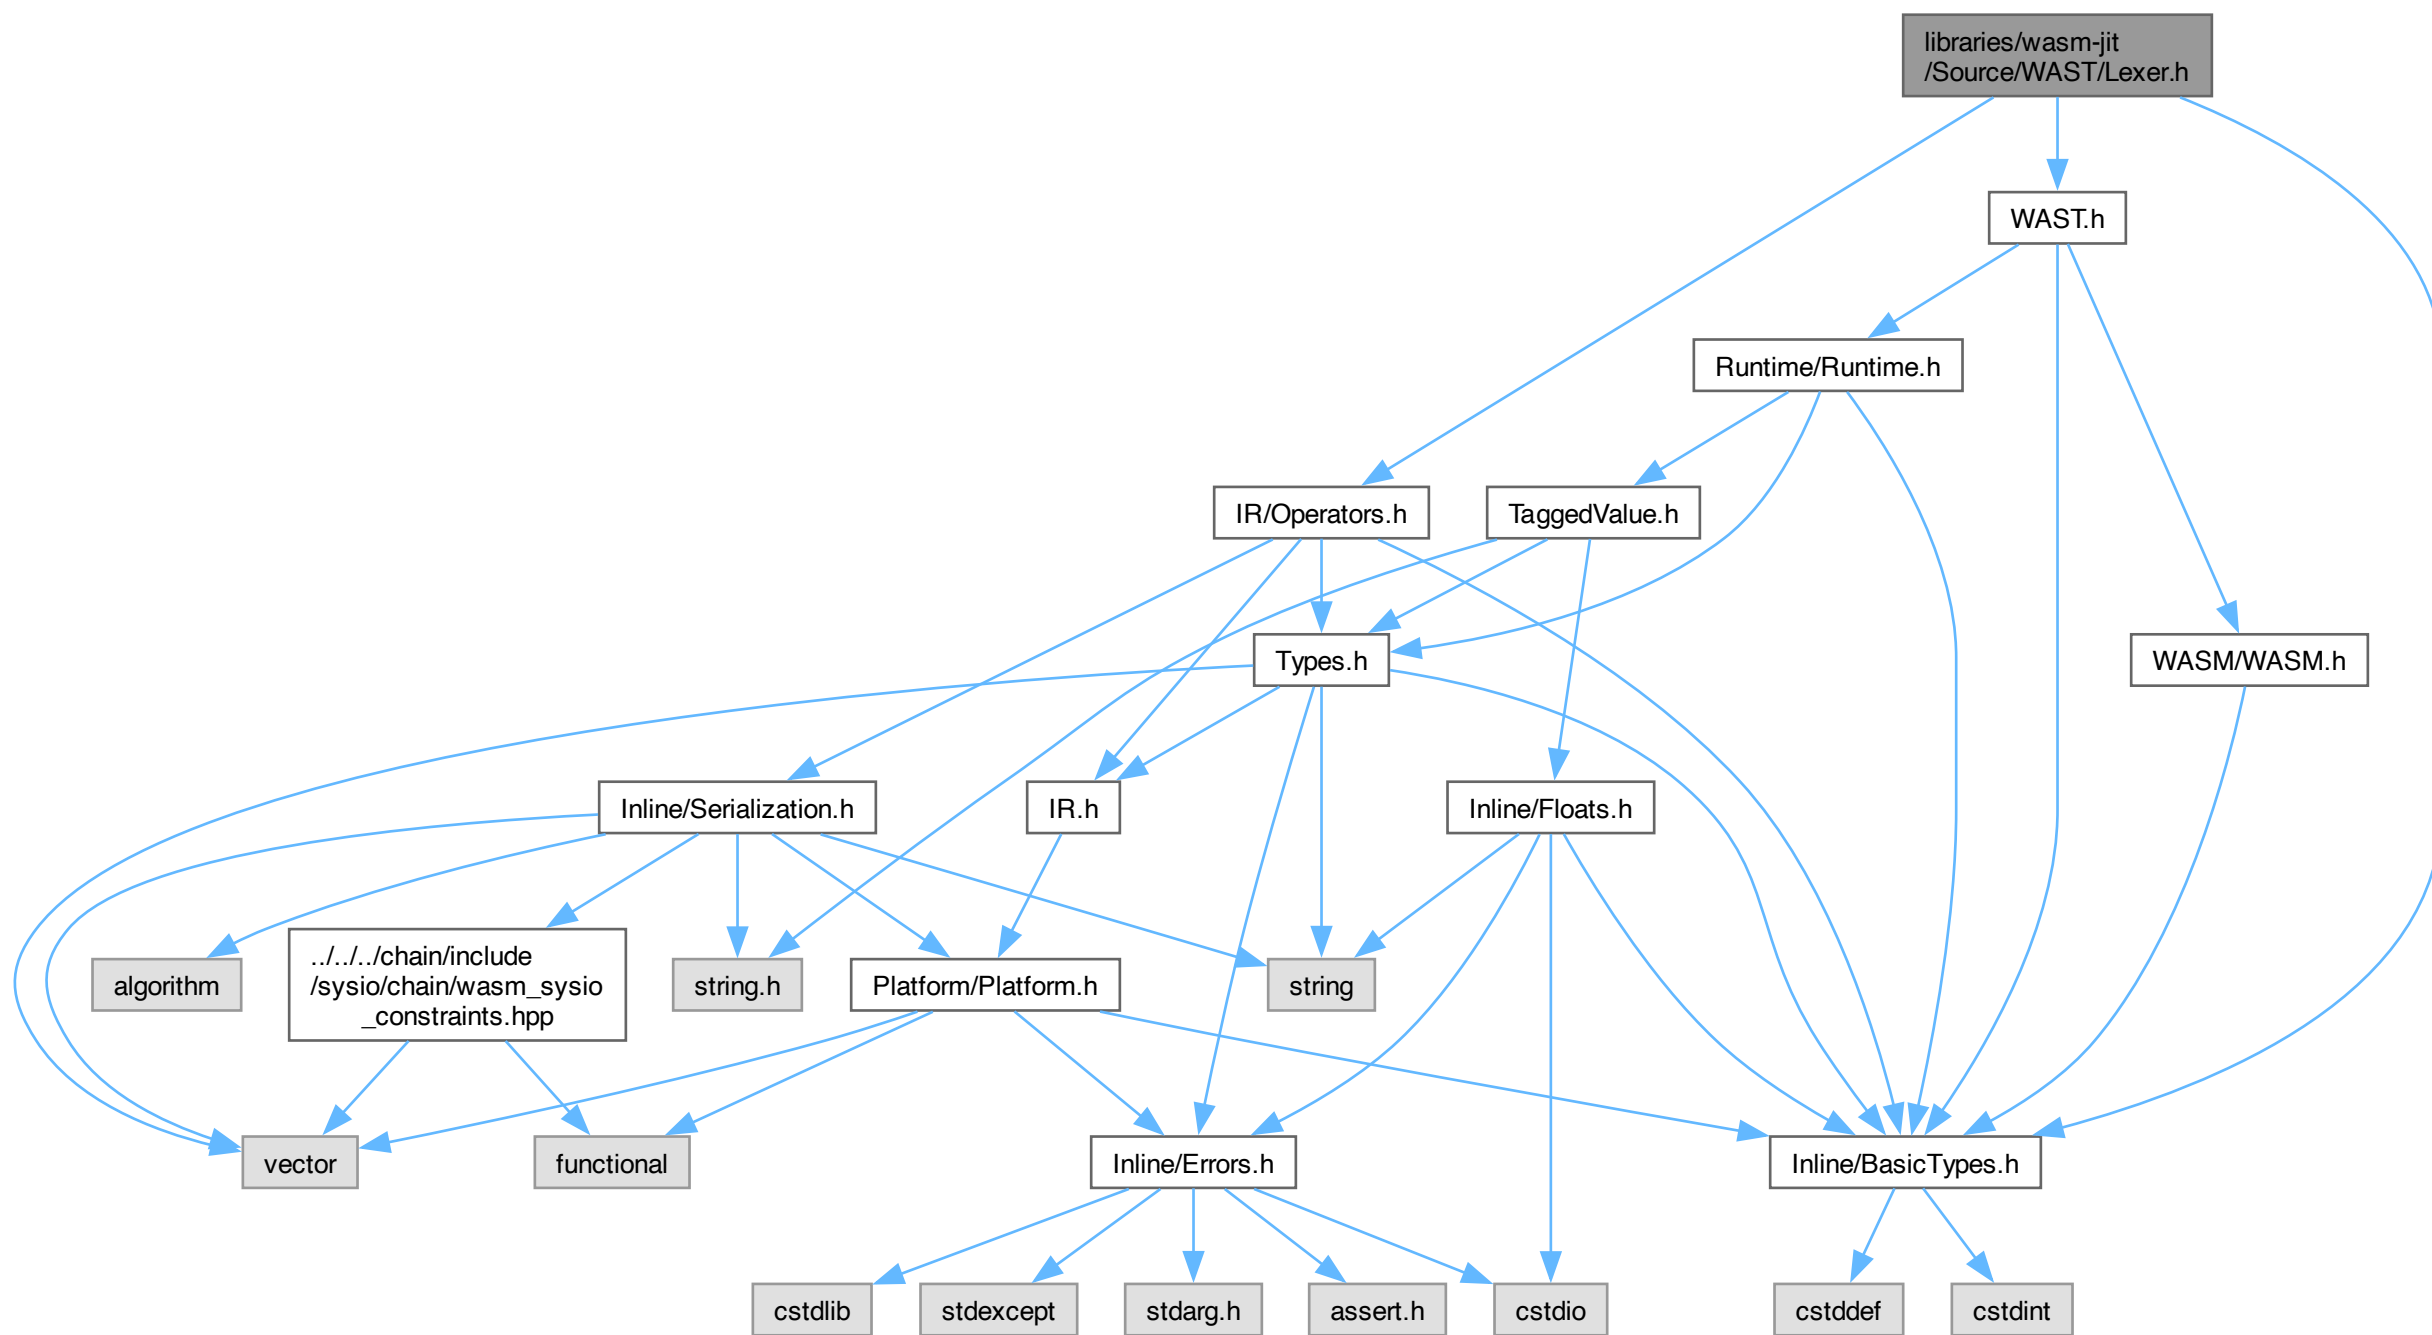 libraries/wasm-jit
/Source/WAST/Lexer.h
WAST.h
Runtime/Runtime.h
IR/Operators.h
TaggedValue.h
Types.h
WASM/WASM.h
Inline/Serialization.h
IR.h
Inline/Floats.h
algorithm
../../../chain/include
/sysio/chain/wasm_sysio
_constraints.hpp
string.h
Platform/Platform.h
string
vector
functional
Inline/Errors.h
Inline/BasicTypes.h
cstdlib
stdexcept
stdarg.h
assert.h
cstdio
cstddef
cstdint